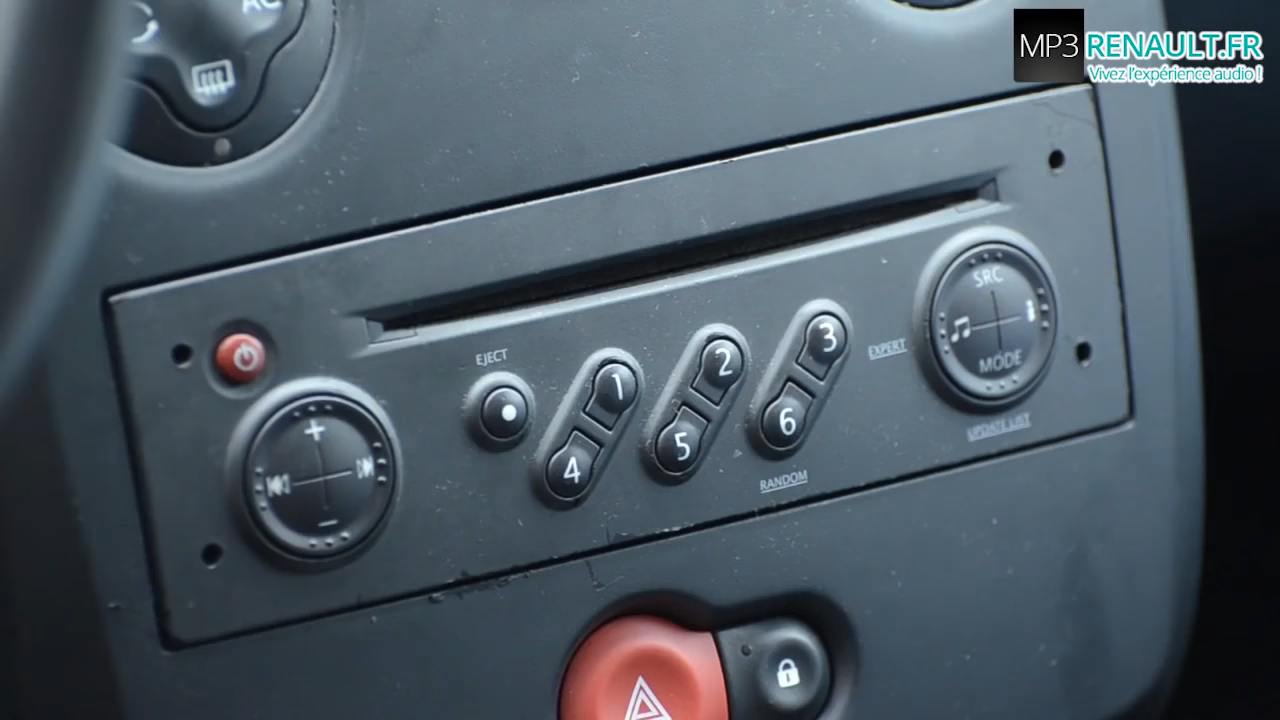 AC
MP3 RENAULT.FR
Vivez l'expérience audio !
SRC
MODE
EXPERT
UPDATE LIST
EJECT
1
2
3
4
5
6
RANDOM
+
−